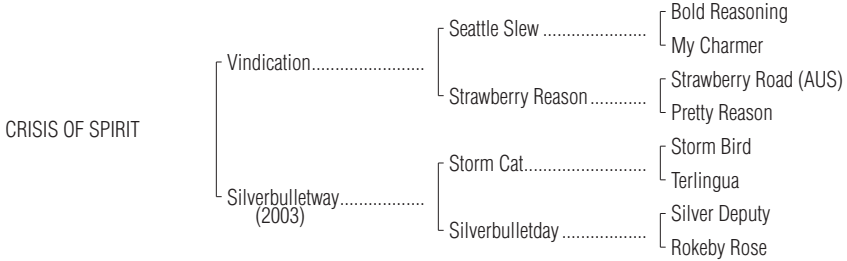 Bold Reasoning
Seattle Slew ......................
My Charmer
Vindication........................
Strawberry Road (AUS)
Strawberry Reason ............
Pretty Reason
CRISIS OF SPIRIT
Storm Bird
Storm Cat..........................
Terlingua
Silverbulletway..................
(2003)
Silver Deputy
Silverbulletday ..................
Rokeby Rose